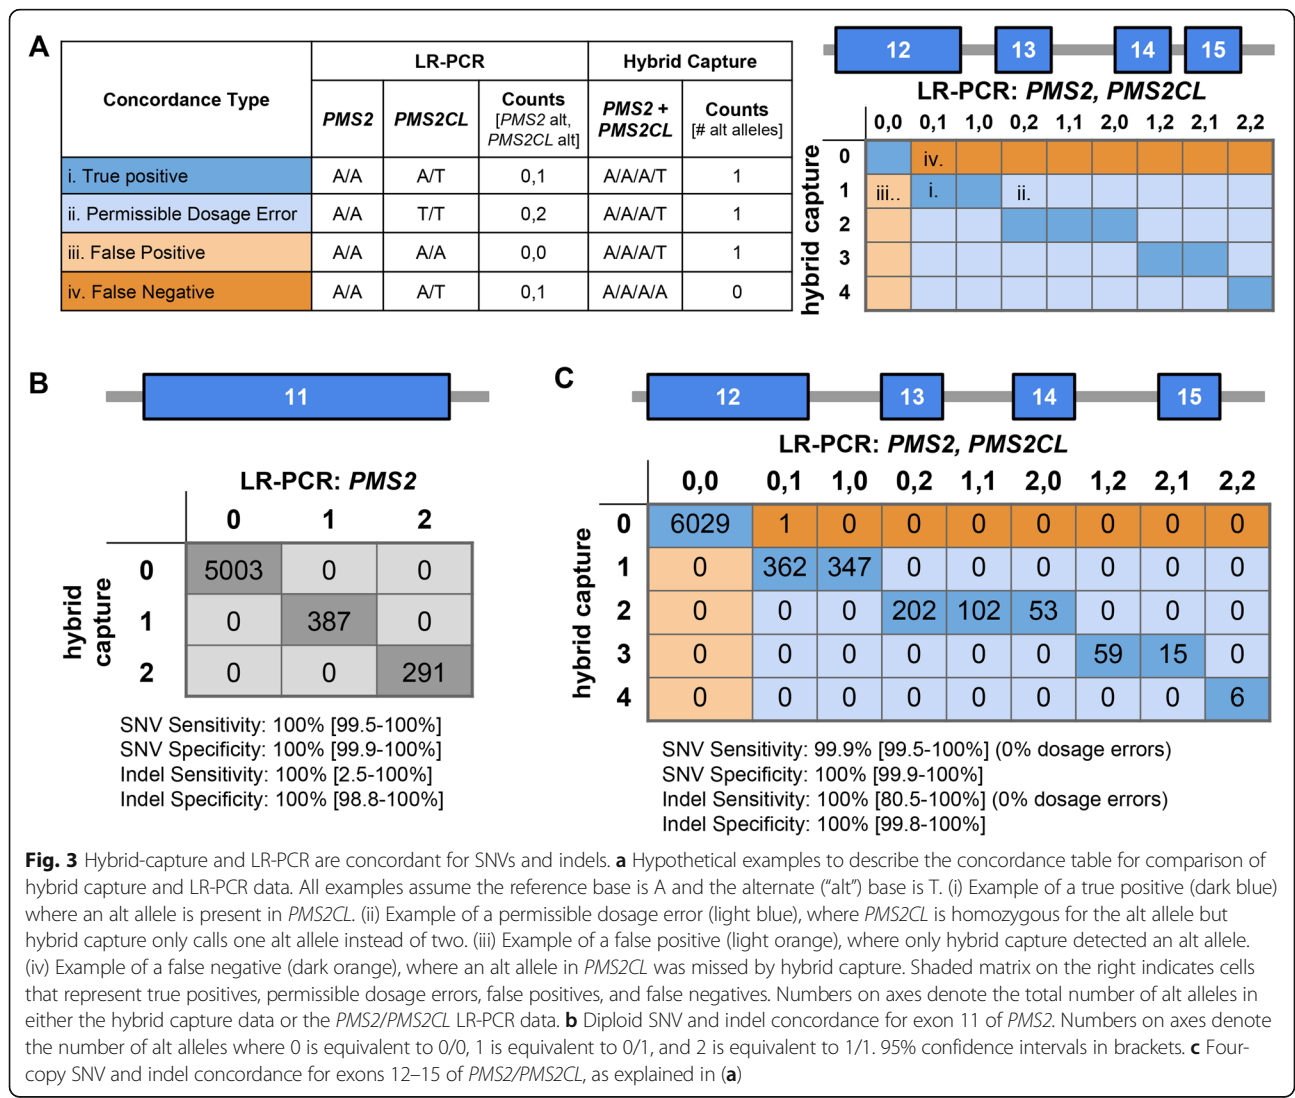 A
Concordance Type
LR-PCR
Hybrid Capture
PMS2
PMS2CL
Counts
[PMS2 alt,
PMS2CL alt]
PMS2 +
PMS2CL
Counts
[# alt alleles]
i. True positive A/A A/T 0,1 A/A/A/T 1
ii. Permissible Dosage Error A/A T/T 0,2 A/A/A/T 1
iii. False Positive A/A A/A 0,0 A/A/A/T 1
iv. False Negative A/A A/T 0,1 A/A/A/A 0
12 13 14 15
LR-PCR: PMS2, PMS2CL
0,0 0,1 1,0 0,2 1,1 2,0 1,2 2,1 2,2
hybrid capture
0 iv.
1 iii.. i. ii.
2
3
4
B
11
LR-PCR: PMS2
0 1 2
hybrid
capture
0 5003 0 0
1 0 387 0
2 0 0 291
SNV Sensitivity: 100% [99.5-100%]
SNV Specificity: 100% [99.9-100%]
Indel Sensitivity: 100% [2.5-100%]
Indel Specificity: 100% [98.8-100%]
C
12 13 14 15
LR-PCR: PMS2, PMS2CL
0,0 0,1 1,0 0,2 1,1 2,0 1,2 2,1 2,2
hybrid capture
0 6029 1 0 0 0 0 0 0 0
1 0 362 347 0 0 0 0 0 0
2 0 0 0 202 102 53 0 0 0
3 0 0 0 0 0 0 59 15 0
4 0 0 0 0 0 0 0 0 6
SNV Sensitivity: 99.9% [99.5-100%] (0% dosage errors)
SNV Specificity: 100% [99.9-100%]
Indel Sensitivity: 100% [80.5-100%] (0% dosage errors)
Indel Specificity: 100% [99.8-100%]
Fig. 3 Hybrid-capture and LR-PCR are concordant for SNVs and indels. a Hypothetical examples to describe the concordance table for comparison of
hybrid capture and LR-PCR data. All examples assume the reference base is A and the alternate (“alt”) base is T. (i) Example of a true positive (dark blue)
where an alt allele is present in PMS2CL. (ii) Example of a permissible dosage error (light blue), where PMS2CL is homozygous for the alt allele but
hybrid capture only calls one alt allele instead of two. (iii) Example of a false positive (light orange), where only hybrid capture detected an alt allele.
(iv) Example of a false negative (dark orange), where an alt allele in PMS2CL was missed by hybrid capture. Shaded matrix on the right indicates cells
that represent true positives, permissible dosage errors, false positives, and false negatives. Numbers on axes denote the total number of alt alleles in
either the hybrid capture data or the PMS2/PMS2CL LR-PCR data. b Diploid SNV and indel concordance for exon 11 of PMS2. Numbers on axes denote
the number of alt alleles where 0 is equivalent to 0/0, 1 is equivalent to 0/1, and 2 is equivalent to 1/1. 95% confidence intervals in brackets. c Four-
copy SNV and indel concordance for exons 12–15 of PMS2/PMS2CL, as explained in (a)